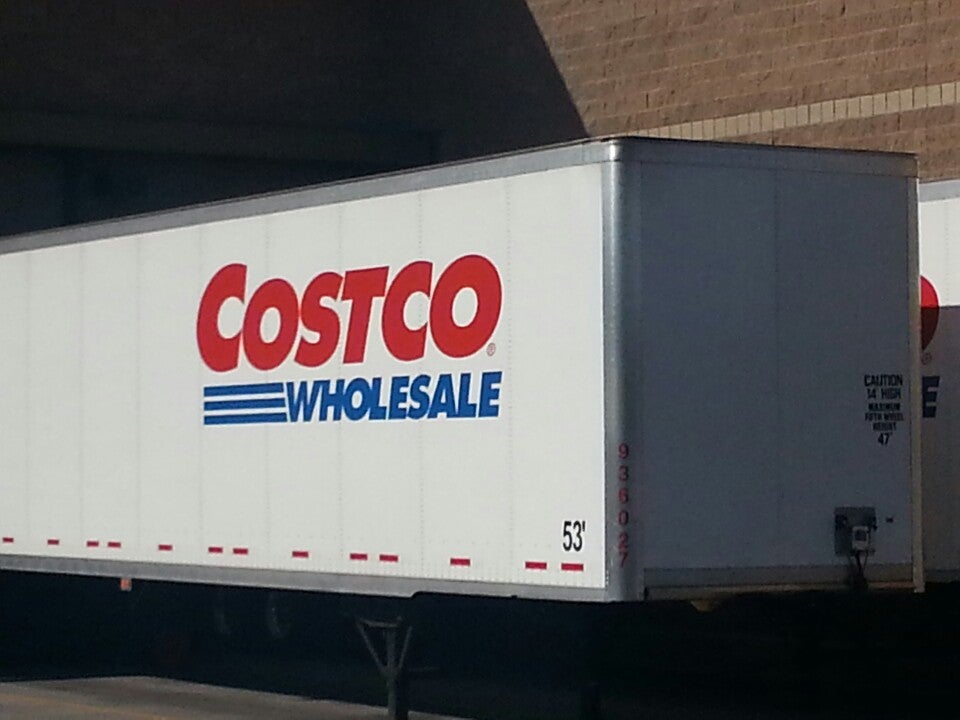 COSTCO
®
WHOLESALE
53'
936027
CAUTION
14' HIGH
MAXIMUM
FIFTH WHEEL
HEIGHT
47"
E